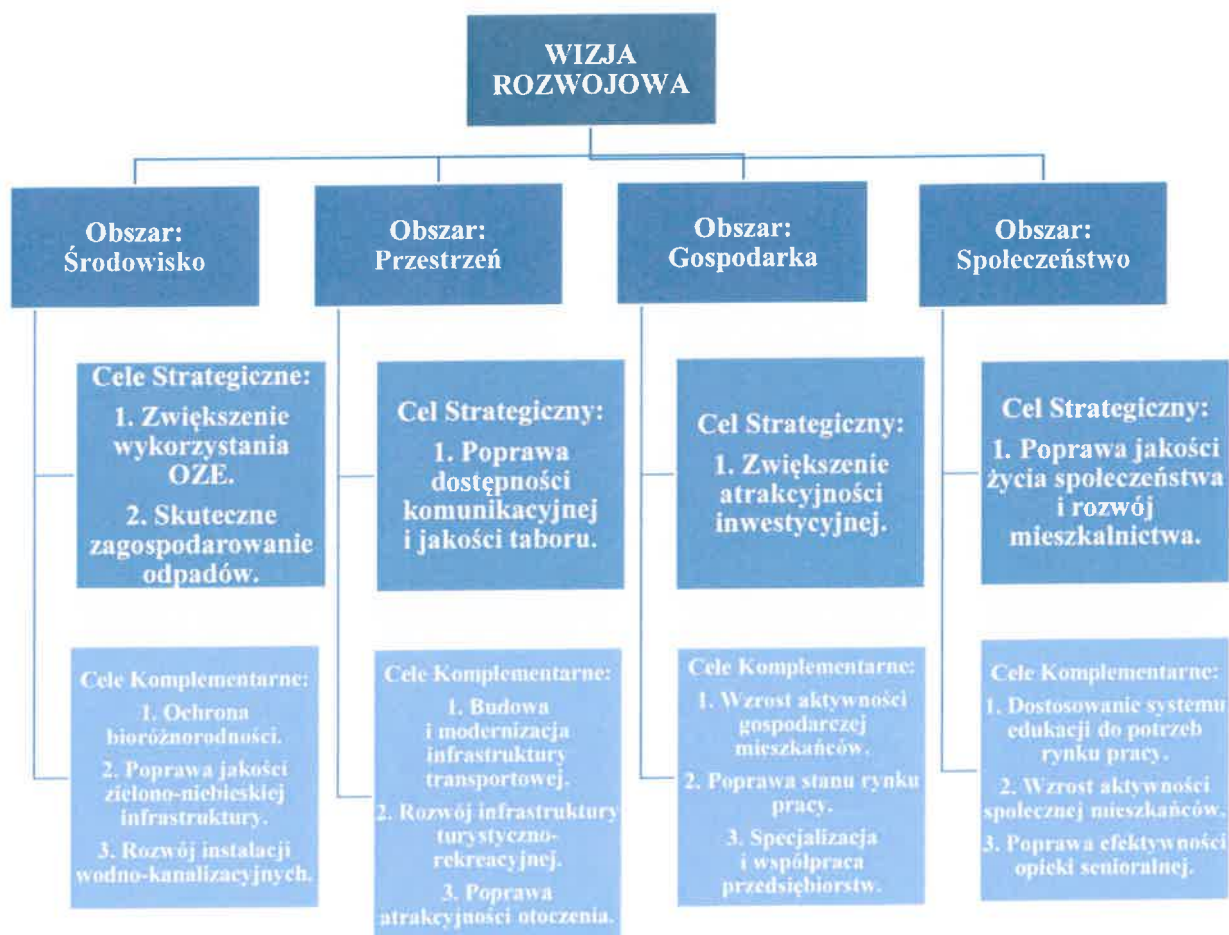 WIZJA
ROZWOJOWA
Obszar:
Środowisko
Obszar:
Przestrzeń
Obszar:
Gospodarka
Obszar:
Społeczeństwo
Cele Strategiczne:
1. Zwiększenie
wykorzystania
OZE.
2. Skuteczne
zagospodarowanie
odpadów.
Cel Strategiczny:
1. Poprawa
dostępności
komunikacyjnej
i jakości taboru.
Cel Strategiczny:
1. Zwiększenie
atrakcyjności
inwestycyjnej.
Cel Strategiczny:
1. Poprawa jakości
życia społeczeństwa
i rozwój
mieszkalnictwa.
Cele Komplementarne:
1. Ochrona
bioróżnorodności.
2. Poprawa jakości
zielono-niebieskiej
infrastruktury.
3. Rozwój instalacji
wodno-kanalizacyjnych.
Cele Komplementarne:
1. Budowa
i modernizacja
infrastruktury
transportowej.
2. Rozwój infrastruktury
turystyczno-
rekreacyjnej.
3. Poprawa
atrakcyjności otoczenia.
Cele Komplementarne:
1. Wzrost aktywności
gospodarczej
mieszkańców.
2. Poprawa stanu rynku
pracy.
3. Specjalizacja
i współpraca
przedsiębiorstw.
Cele Komplementarne:
1. Dostosowanie systemu
edukacji do potrzeb
rynku pracy.
2. Wzrost aktywności
społecznej mieszkańców.
3. Poprawa efektywności
opieki senioralnej.